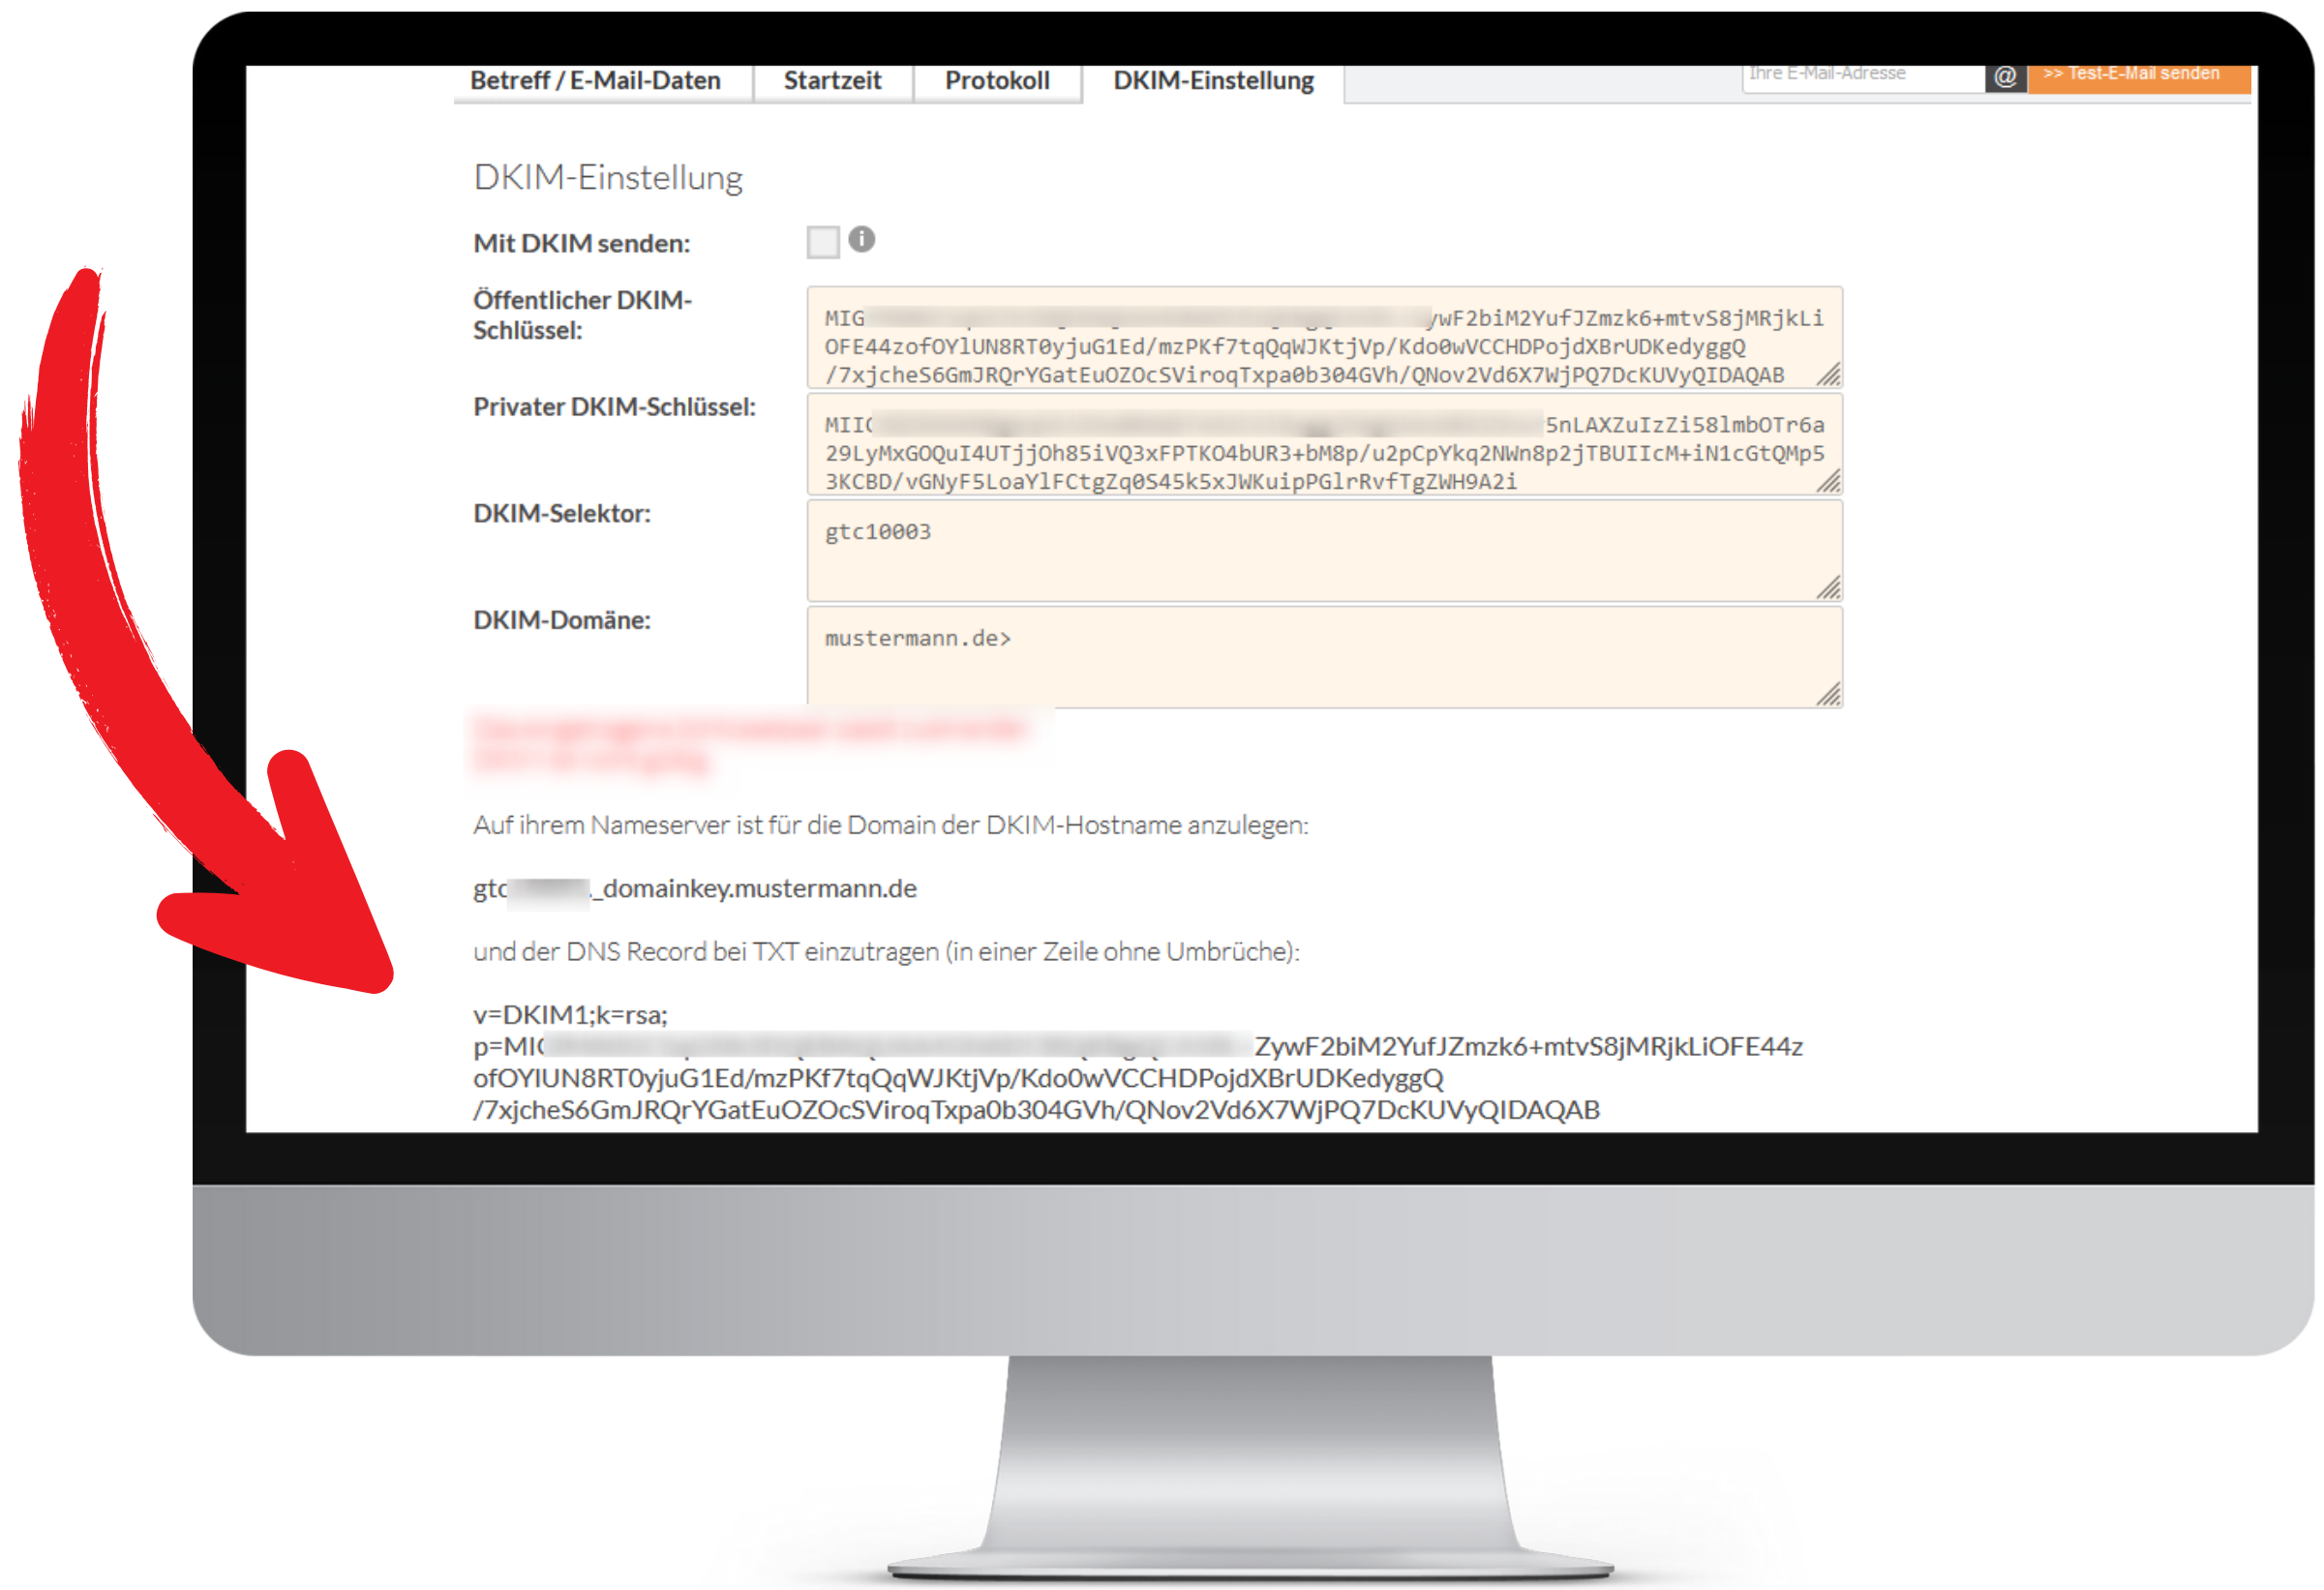 Betreff / E-Mail-Daten Startzeit Protokoll DKIM-Einstellung Ihre E-Mail-Adresse @ >> Test-E-Mail senden
DKIM-Einstellung
Mit DKIM senden:
Öffentlicher DKIM-
Schlüssel:
MIG ywF2biM2YufJZmzk6+mtvS8jMRjkLi
OFE44zofOYlUN8RT0yjuG1Ed/mzPKf7tqQqWJKtjVp/Kdo0wVCCHDPojdXBrUDKedyggQ
/7xjcheS6GmJRQrYGatEuOZOcSViroqTxpa0b304GVh/QNov2Vd6X7WjPQ7DcKUVyQIDAQAB
Privater DKIM-Schlüssel:
MIIC 5nLAXZuIzZi58lmbOTr6a
29LyMxGOQuI4UTjjOh85iVQ3xFPTKO4bUR3+bM8p/u2pCpYkq2NWn8p2jTBUIIcM+iN1cGtQMp5
3KCBD/vGNyF5LoaYlFCtgZq0S45k5xJWKuipPGlrRvfTgZWH9A2i
DKIM-Selektor:
gtc10003
DKIM-Domäne:
mustermann.de>
Auf ihrem Nameserver ist für die Domain der DKIM-Hostname anzulegen:
gtc ._domainkey.mustermann.de
und der DNS Record bei TXT einzutragen (in einer Zeile ohne Umbrüche):
v=DKIM1;k=rsa;
p=MIG ZywF2biM2YufJZmzk6+mtvS8jMRjkLiOFE44z
ofOYlUN8RT0yjuG1Ed/mzPKf7tqQqWJKtjVp/Kdo0wVCCHDPojdXBrUDKedyggQ
/7xjcheS6GmJRQrYGatEuOZOcSViroqTxpa0b304GVh/QNov2Vd6X7WjPQ7DcKUVyQIDAQAB